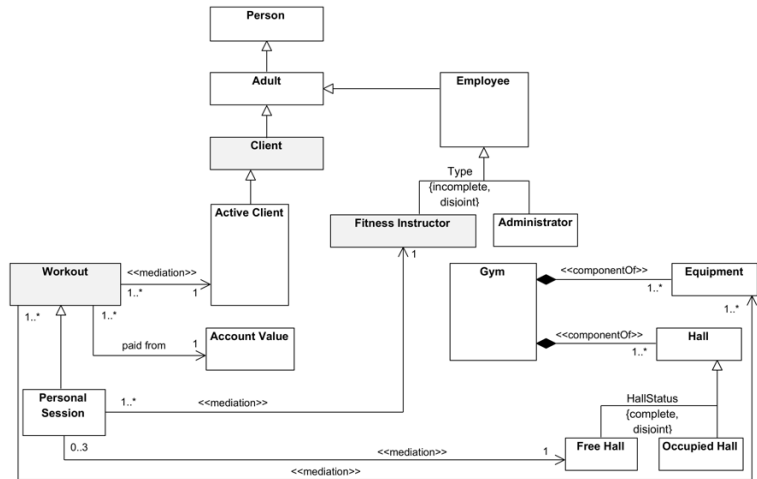 Person
Adult
Employee
Client
Type
{incomplete,
disjoint}
Active Client
Fitness Instructor
Administrator
1
Workout
<<mediation>>
1..*
1
Gym
<<componentOf>>
1..*
Equipment
1..*
1..*
1..*
paid from
1
Account Value
<<componentOf>>
1..*
Hall
Personal
Session
1..*
<<mediation>>
HallStatus
{complete,
disjoint}
0..3
<<mediation>>
1
Free Hall
Occupied Hall
<<mediation>>